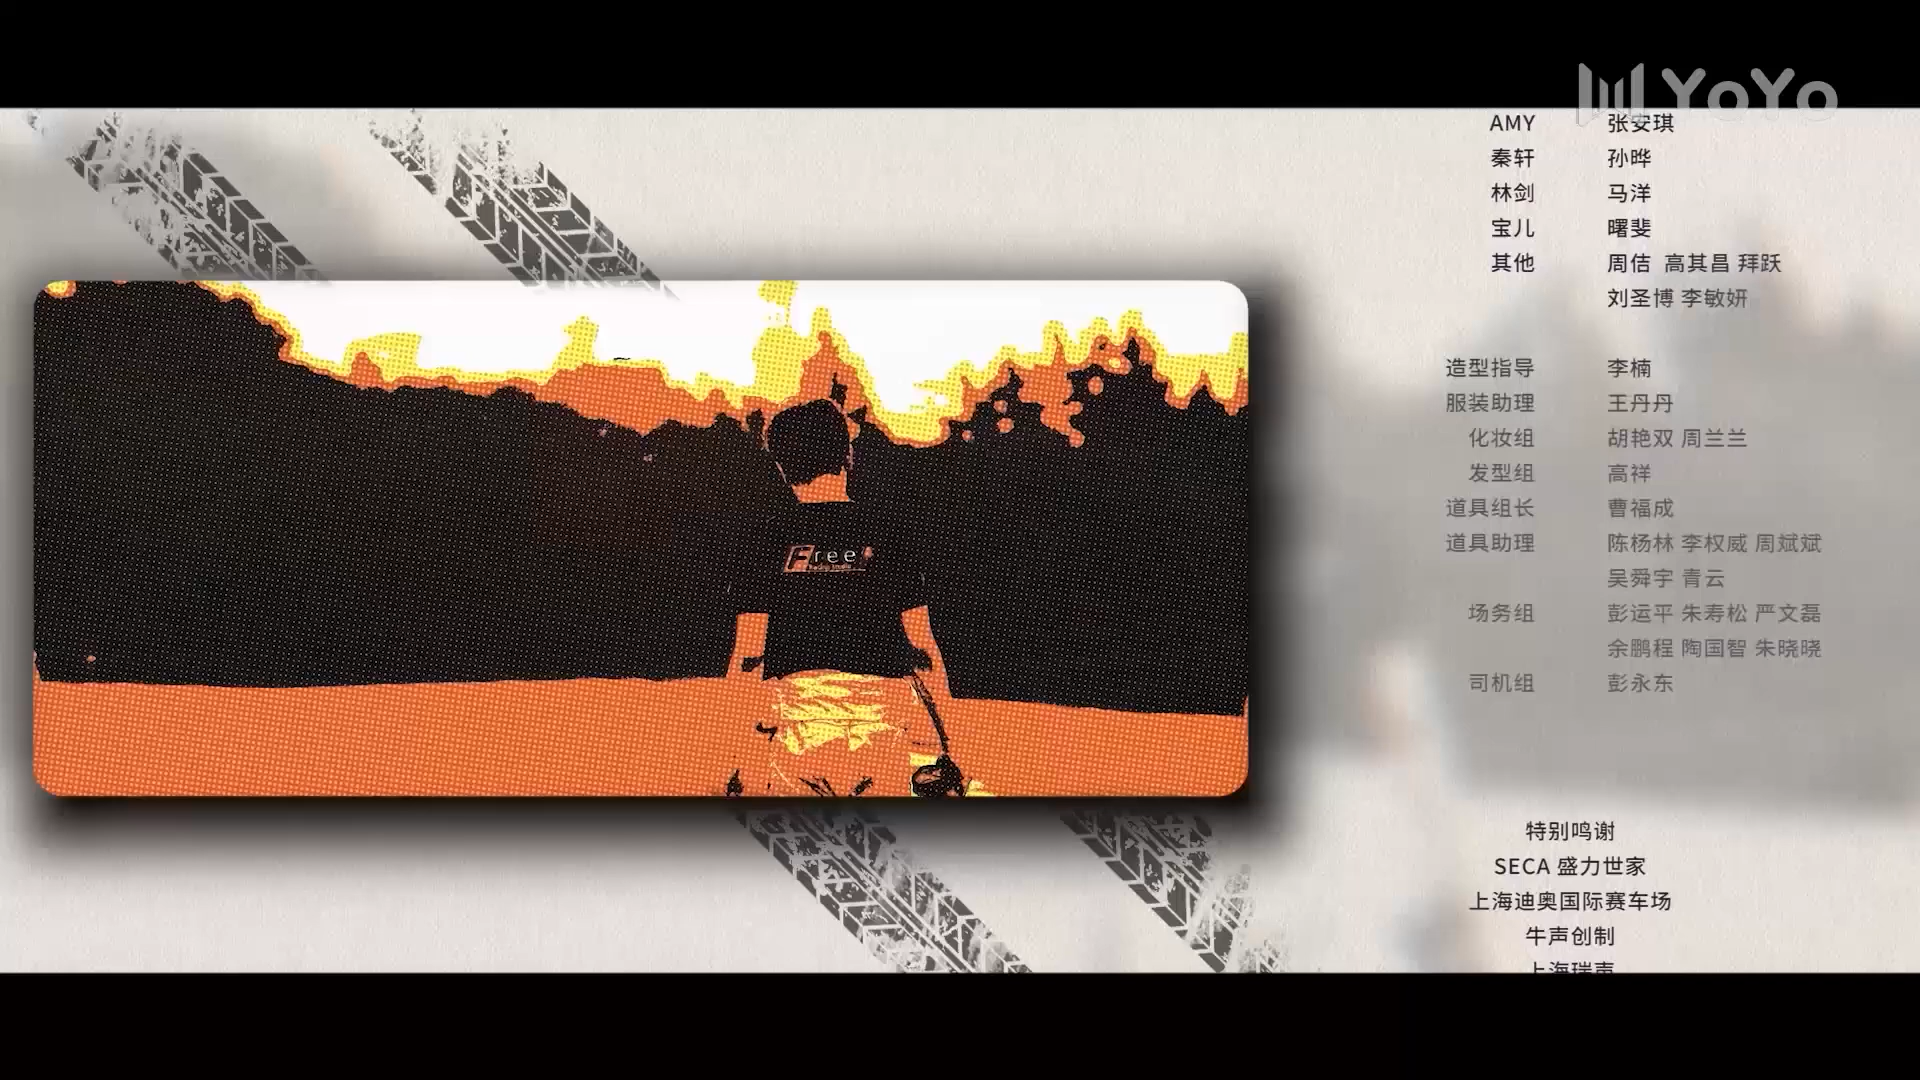 YoYo
AMY 张安琪
秦轩 孙晔
林剑 马洋
宝儿 曙斐
其他 周佶 高其昌 拜跃
刘圣博 李敏妍
造型指导 李楠
服装助理 王丹丹
化妆组 胡艳双 周兰兰
发型组 高祥
道具组长 曹福成
道具助理 陈杨林 李权威 周斌斌
吴舜宇 青云
场务组 彭运平 朱寿松 严文磊
余鹏程 陶国智 朱晓晓
司机组 彭永东
Free
特别鸣谢
SECA 盛力世家
上海迪奥国际赛车场
牛声创制
上海瑞声